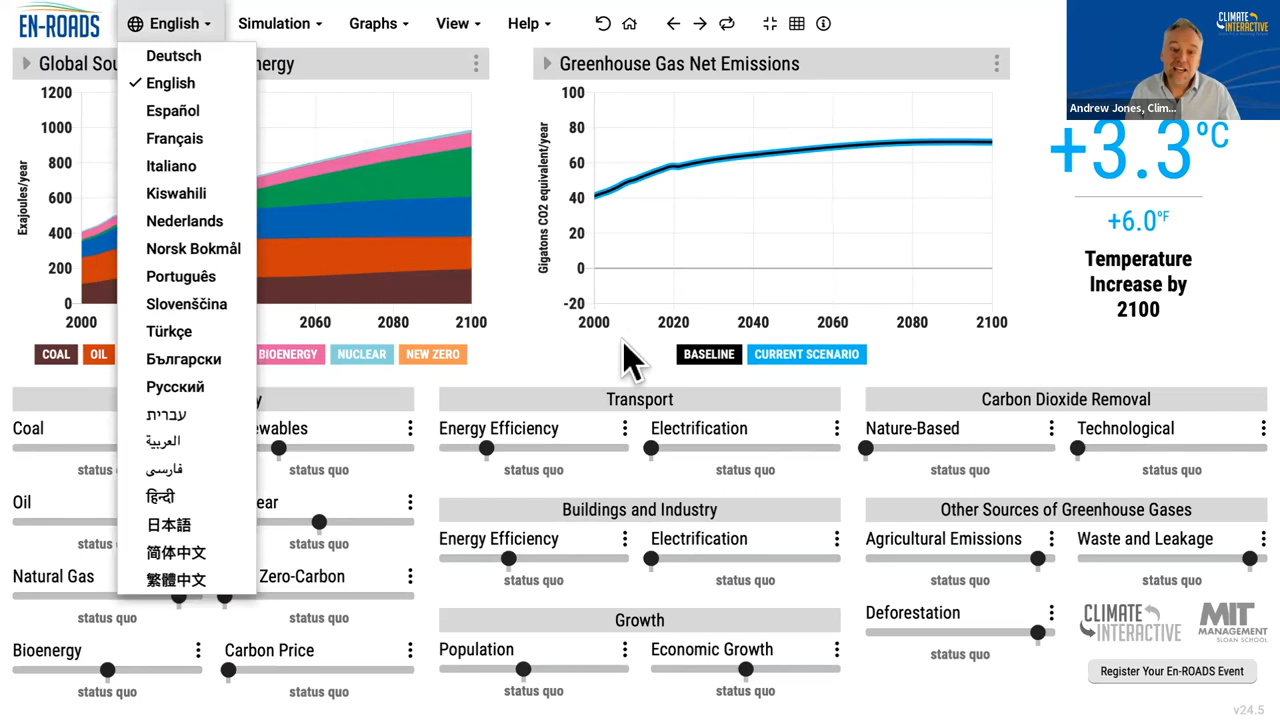 EN-ROADS
English
Simulation
Graphs
View
Help
CLIMATE
INTERACTIVE
Andrew Jones, Clim...
Deutsch
English
Español
Français
Italiano
Kiswahili
Nederlands
Norsk Bokmål
Português
Slovenščina
Türkçe
Български
Русский
עברית
العربية
فارسی
हिन्दी
日本語
简体中文
繁體中文
Global Sou
nergy
Exajoules/year
1200
1000
800
600
400
200
0
2000
2060
2080
2100
COAL
OIL
BIOENERGY
NUCLEAR
NEW ZERO
Greenhouse Gas Net Emissions
Gigatons CO2 equivalent/year
100
80
60
40
20
0
-20
2000
2020
2040
2060
2080
2100
BASELINE
CURRENT SCENARIO
+3.3°C
+6.0°F
Temperature
Increase by
2100
y
Coal
ewables
status quo
Oil
ear
status quo
Natural Gas
Zero-Carbon
status quo
status quo
Bioenergy
Carbon Price
status quo
status quo
Transport
Energy Efficiency
Electrification
status quo
status quo
Buildings and Industry
Energy Efficiency
Electrification
status quo
status quo
Growth
Population
Economic Growth
status quo
status quo
Carbon Dioxide Removal
Nature-Based
Technological
status quo
status quo
Other Sources of Greenhouse Gases
Agricultural Emissions
Waste and Leakage
status quo
status quo
Deforestation
status quo
CLIMATE
INTERACTIVE
MIT
MANAGEMENT
SLOAN SCHOOL
Register Your En-ROADS Event
v24.5